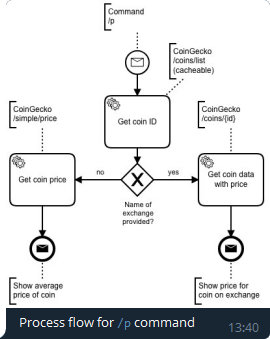 Command
/p
CoinGecko
/coins/list
(cacheable)
Get coin ID
CoinGecko
/simple/price
CoinGecko
/coins/{id}
no
yes
Get coin price
Get coin data
with price
Name of
exchange
provided?
Show average
price of coin
Show price for
coin on exchange
Process flow for /p command
13:40